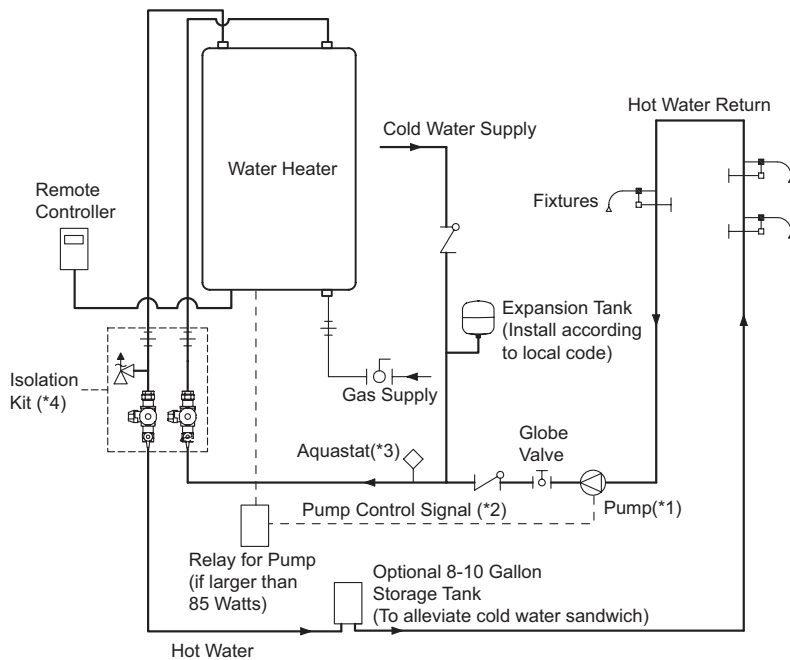 Hot Water Return
Cold Water Supply
Water Heater
Remote
Controller
Fixtures
Expansion Tank
(Install according
to local code)
Isolation
Kit (*4)
Gas Supply
Globe
Valve
Aquastat(*3)
Pump Control Signal (*2)
Pump(*1)
Relay for Pump
(if larger than
85 Watts)
Optional 8-10 Gallon
Storage Tank
(To alleviate cold water sandwich)
Hot Water